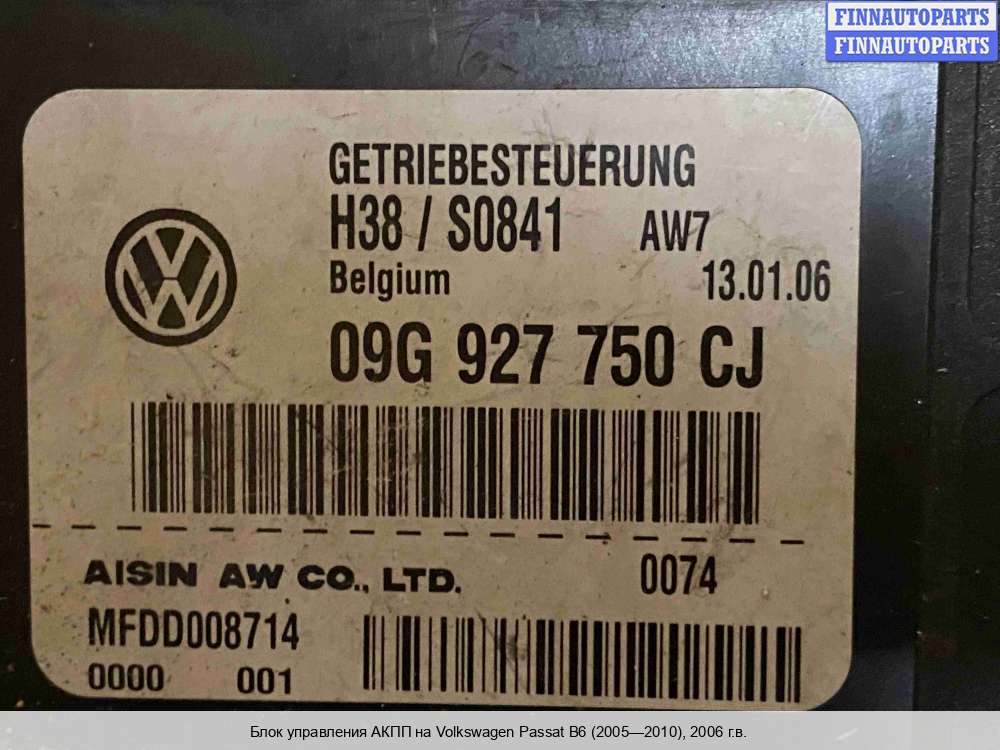 FINNAUTOPARTS
FINNAUTOPARTS
GETRIEBESTEUERUNG
H38 / S0841 AW7
Belgium 13.01.06
09G 927 750 CJ
AISIN AW CO., LTD. 0074
MFDD008714
0000 001
Блок управления АКПП на Volkswagen Passat B6 (2005—2010), 2006 г.в.